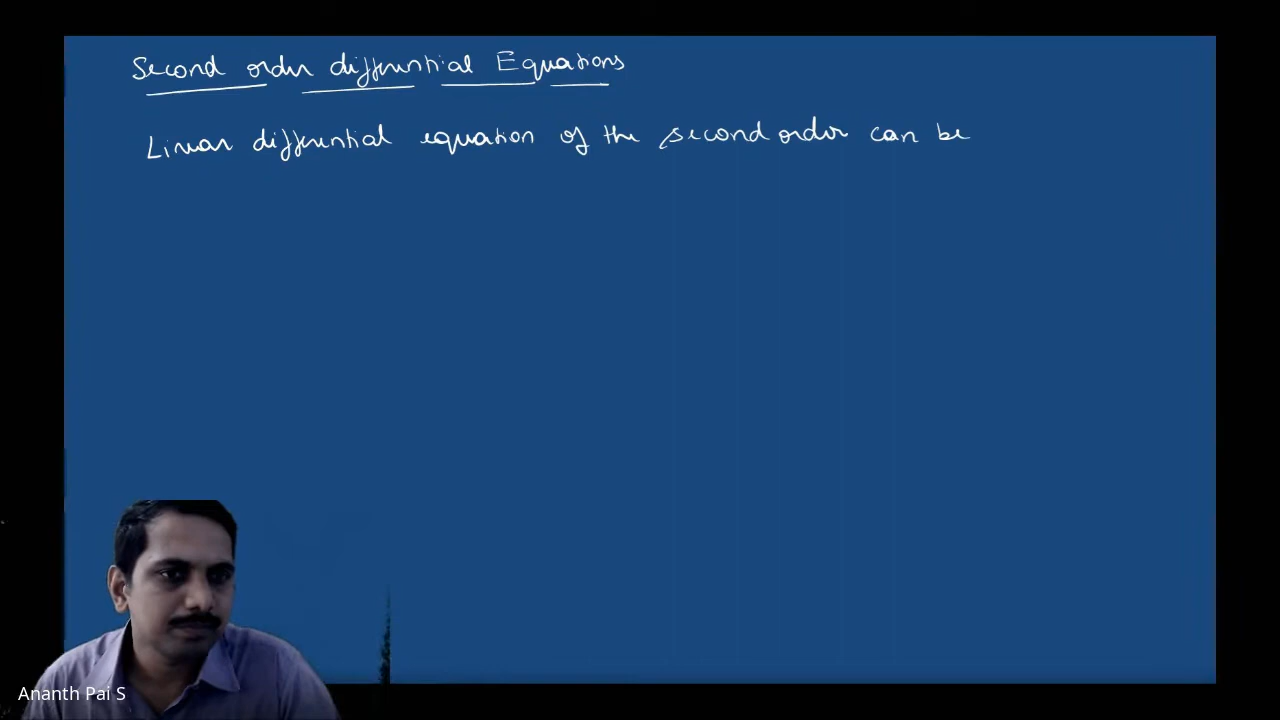 Second order differential Equations
Linear differential equation of the second order can be
Ananth Pai S